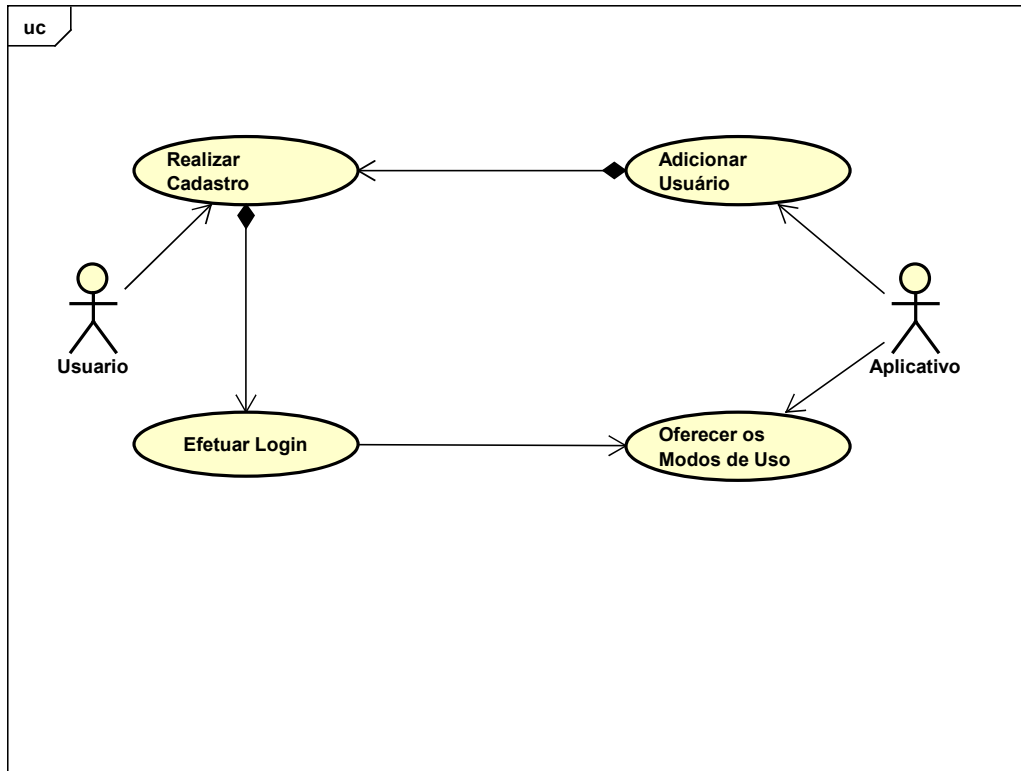 uc
Realizar
Cadastro
Adicionar
Usuário
Usuario
Aplicativo
Efetuar Login
Oferecer os
Modos de Uso